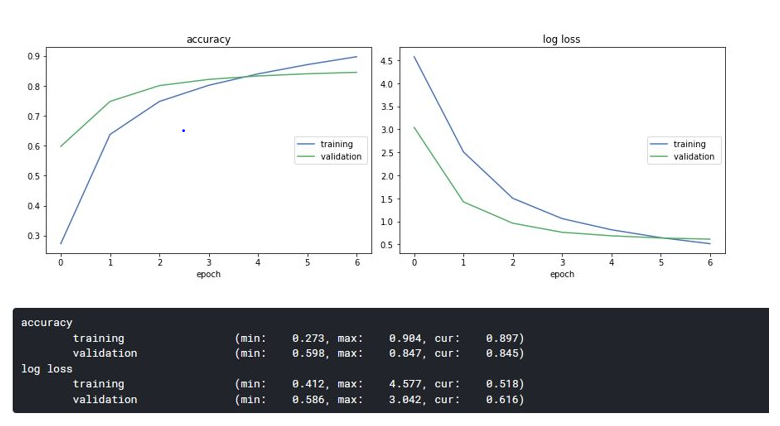 accuracy
0.9
0.8
0.7
0.6
0.5
0.4
0.3
training
validation
0 1 2 3 4 5 6
epoch
log loss
4.5
4.0
3.5
3.0
2.5
2.0
1.5
1.0
0.5
training
validation
0 1 2 3 4 5 6
epoch
accuracy
training (min: 0.273, max: 0.904, cur: 0.897)
validation (min: 0.598, max: 0.847, cur: 0.845)
log loss
training (min: 0.412, max: 4.577, cur: 0.518)
validation (min: 0.586, max: 3.042, cur: 0.616)